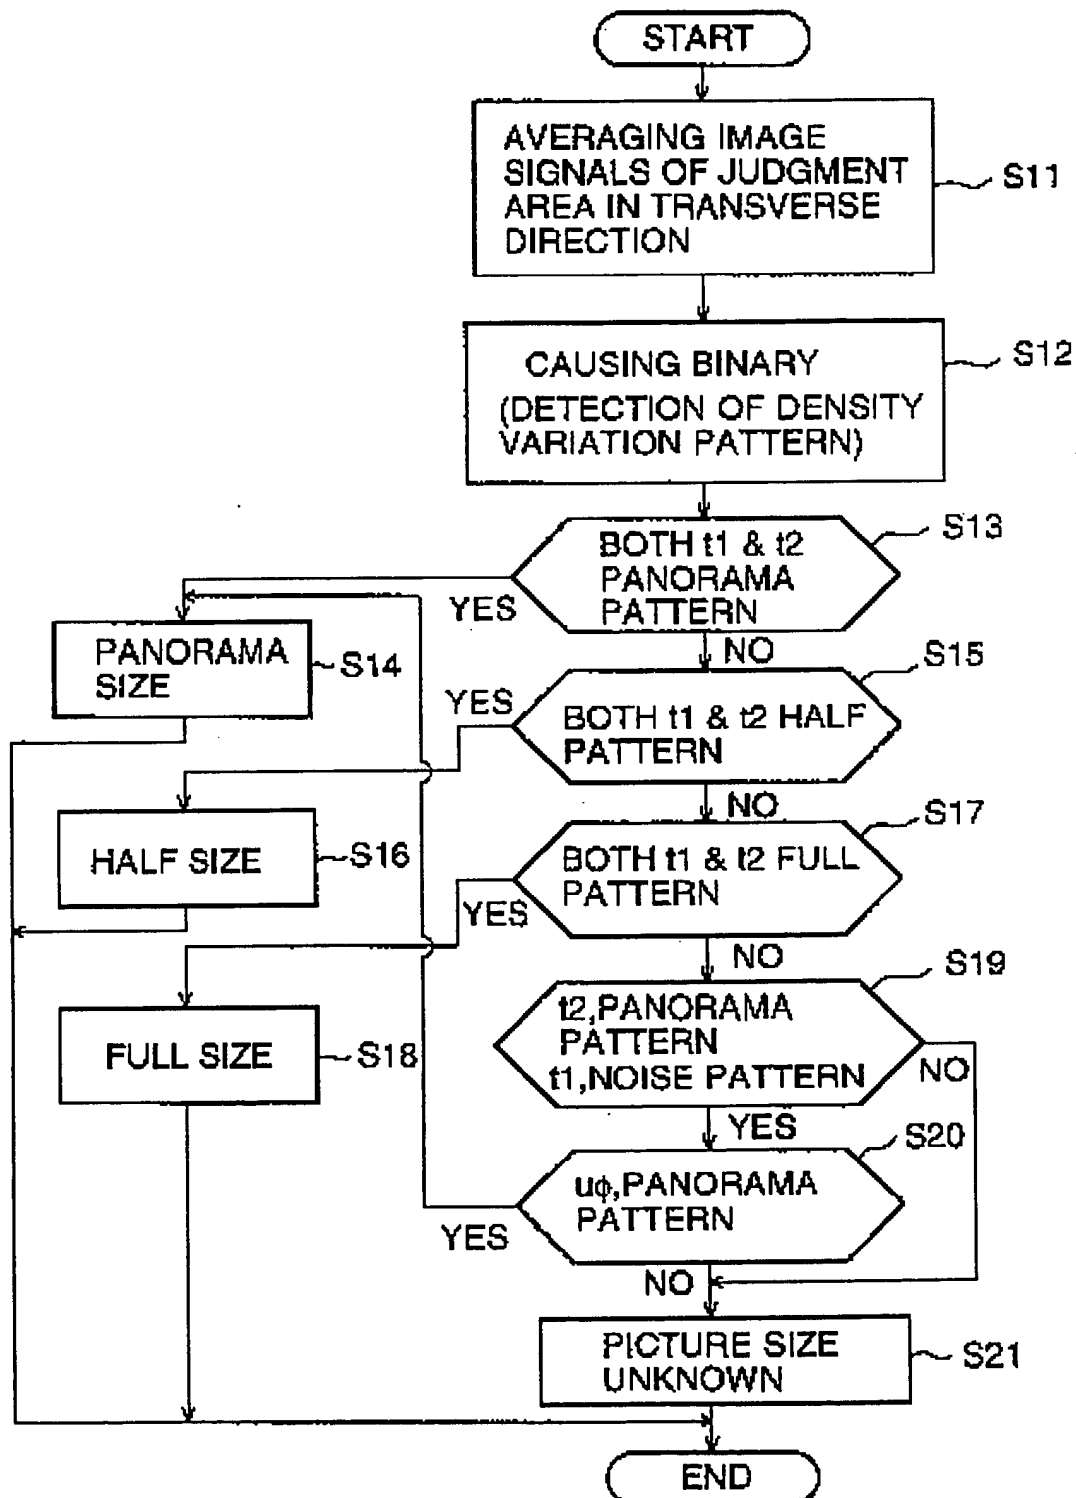 START
AVERAGING IMAGE
SIGNALS OF JUDGMENT
AREA IN TRANSVERSE
DIRECTION
S11
CAUSING BINARY
(DETECTION OF DENSITY
VARIATION PATTERN)
S12
BOTH t1 & t2
PANORAMA
PATTERN
S13
YES
NO
PANORAMA
SIZE
S14
BOTH t1 & t2 HALF
PATTERN
S15
YES
NO
HALF SIZE
S16
BOTH t1 & t2 FULL
PATTERN
S17
YES
NO
FULL SIZE
S18
t2,PANORAMA
PATTERN
t1,NOISE PATTERN
S19
NO
YES
uϕ,PANORAMA
PATTERN
S20
YES
NO
PICTURE SIZE
UNKNOWN
S21
END